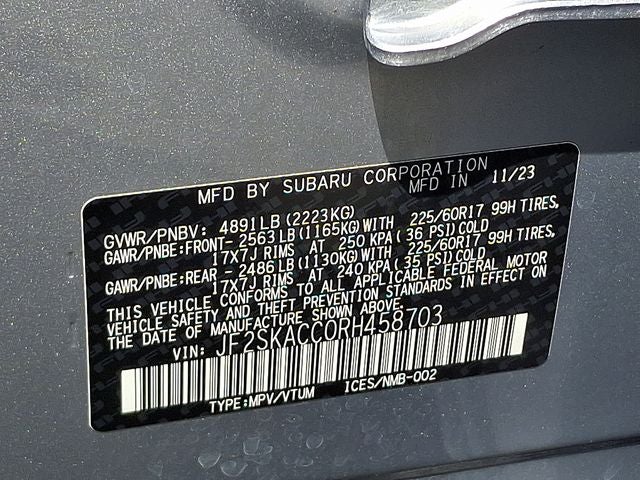 MFD BY SUBARU CORPORATION
MFD IN 11/23
GVWR/PNBV: 4891LB(2223KG)
GAWR/PNBE:FRONT- 2563LB(1165KG)WITH 225/60R17 99H TIRES,
17X7J RIMS AT 250 KPA(36 PSI)COLD
GAWR/PNBE:REAR - 2486LB(1130KG)WITH 225/60R17 99H TIRES,
17X7J RIMS AT 240 KPA(35 PSI)COLD
THIS VEHICLE CONFORMS TO ALL APPLICABLE FEDERAL MOTOR
VEHICLE SAFETY AND THEFT PREVENTION STANDARDS IN EFFECT ON
THE DATE OF MANUFACTURE SHOWN ABOVE.
VIN: JF2SKACC0RH458703
TYPE:MPV/VTUM ICES/NMB-002